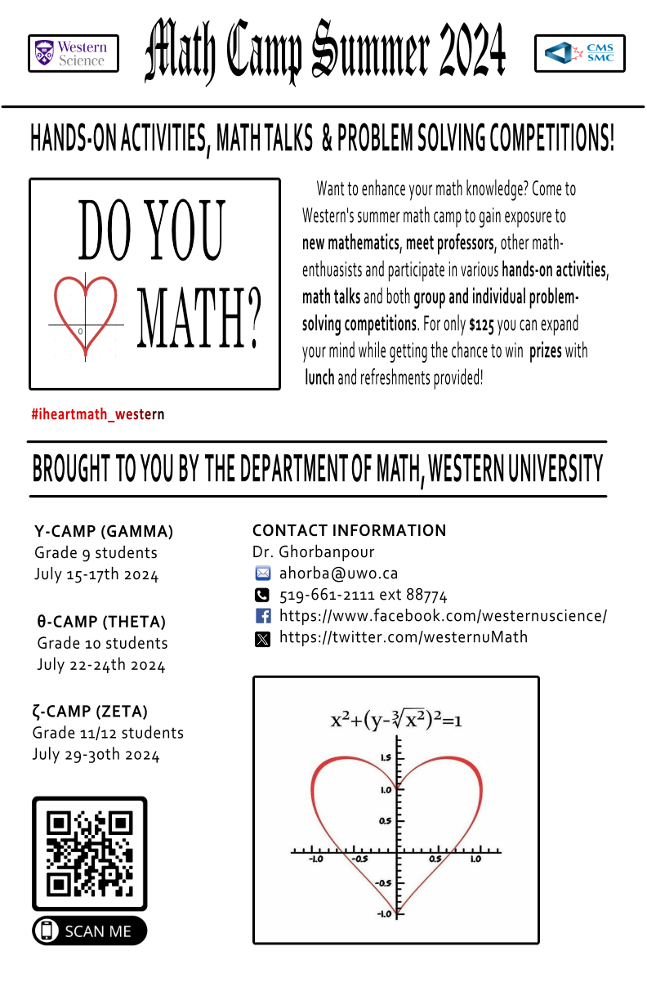 Western
Science
Math Camp Summer 2024
CMS
SMC
HANDS-ON ACTIVITIES, MATH TALKS & PROBLEM SOLVING COMPETITIONS!
DO YOU
MATH?
0
Want to enhance your math knowledge? Come to
Western's summer math camp to gain exposure to
new mathematics, meet professors, other math-
enthuasists and participate in various hands-on activities,
math talks and both group and individual problem-
solving competitions. For only $125 you can expand
your mind while getting the chance to win prizes with
lunch and refreshments provided!
#iheartmath_western
BROUGHT TO YOU BY THE DEPARTMENT OF MATH, WESTERN UNIVERSITY
Y-CAMP (GAMMA)
Grade 9 students
July 15-17th 2024
θ-CAMP (THETA)
Grade 10 students
July 22-24th 2024
ζ-CAMP (ZETA)
Grade 11/12 students
July 29-30th 2024
SCAN ME
CONTACT INFORMATION
Dr. Ghorbanpour
ahorba@uwo.ca
519-661-2111 ext 88774
https://www.facebook.com/westernuscience/
https://twitter.com/westernuMath
x²+(y-∛x²)²=1
1.5
1.0
0.5
-1.0 -0.5 0.5 1.0
-0.5
-1.0